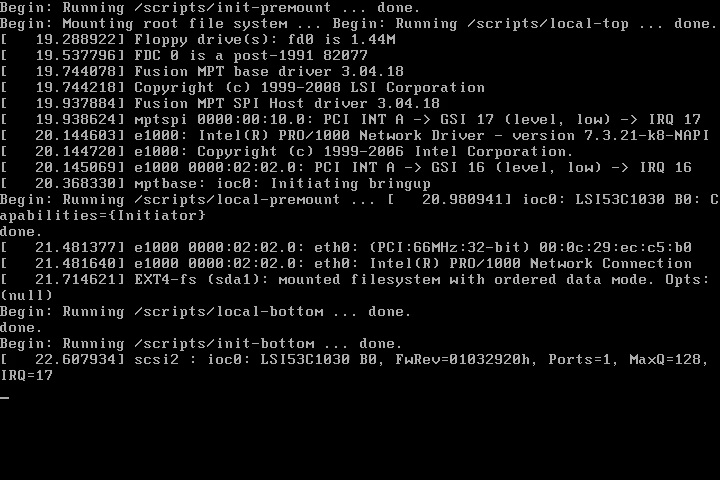 Begin: Running /scripts/init-premount ... done.
Begin: Mounting root file system ... Begin: Running /scripts/local-top ... done.
[   19.288922] Floppy drive(s): fd0 is 1.44M
[   19.537796] FDC 0 is a post-1991 82077
[   19.744078] Fusion MPT base driver 3.04.18
[   19.744218] Copyright (c) 1999-2008 LSI Corporation
[   19.937884] Fusion MPT SPI Host driver 3.04.18
[   19.938624] mptspi 0000:00:10.0: PCI INT A -> GSI 17 (level, low) -> IRQ 17
[   20.144603] e1000: Intel(R) PRO/1000 Network Driver - version 7.3.21-k8-NAPI
[   20.144720] e1000: Copyright (c) 1999-2006 Intel Corporation.
[   20.145069] e1000 0000:02:02.0: PCI INT A -> GSI 16 (level, low) -> IRQ 16
[   20.368330] mptbase: ioc0: Initiating bringup
Begin: Running /scripts/local-premount ... [   20.980941] ioc0: LSI53C1030 B0: C
apabilities={Initiator}
done.
[   21.481377] e1000 0000:02:02.0: eth0: (PCI:66MHz:32-bit) 00:0c:29:ec:c5:b0
[   21.481640] e1000 0000:02:02.0: eth0: Intel(R) PRO/1000 Network Connection
[   21.714621] EXT4-fs (sda1): mounted filesystem with ordered data mode. Opts:
(null)
Begin: Running /scripts/local-bottom ... done.
done.
Begin: Running /scripts/init-bottom ... done.
[   22.607934] scsi2 : ioc0: LSI53C1030 B0, FwRev=01032920h, Ports=1, MaxQ=128,
IRQ=17